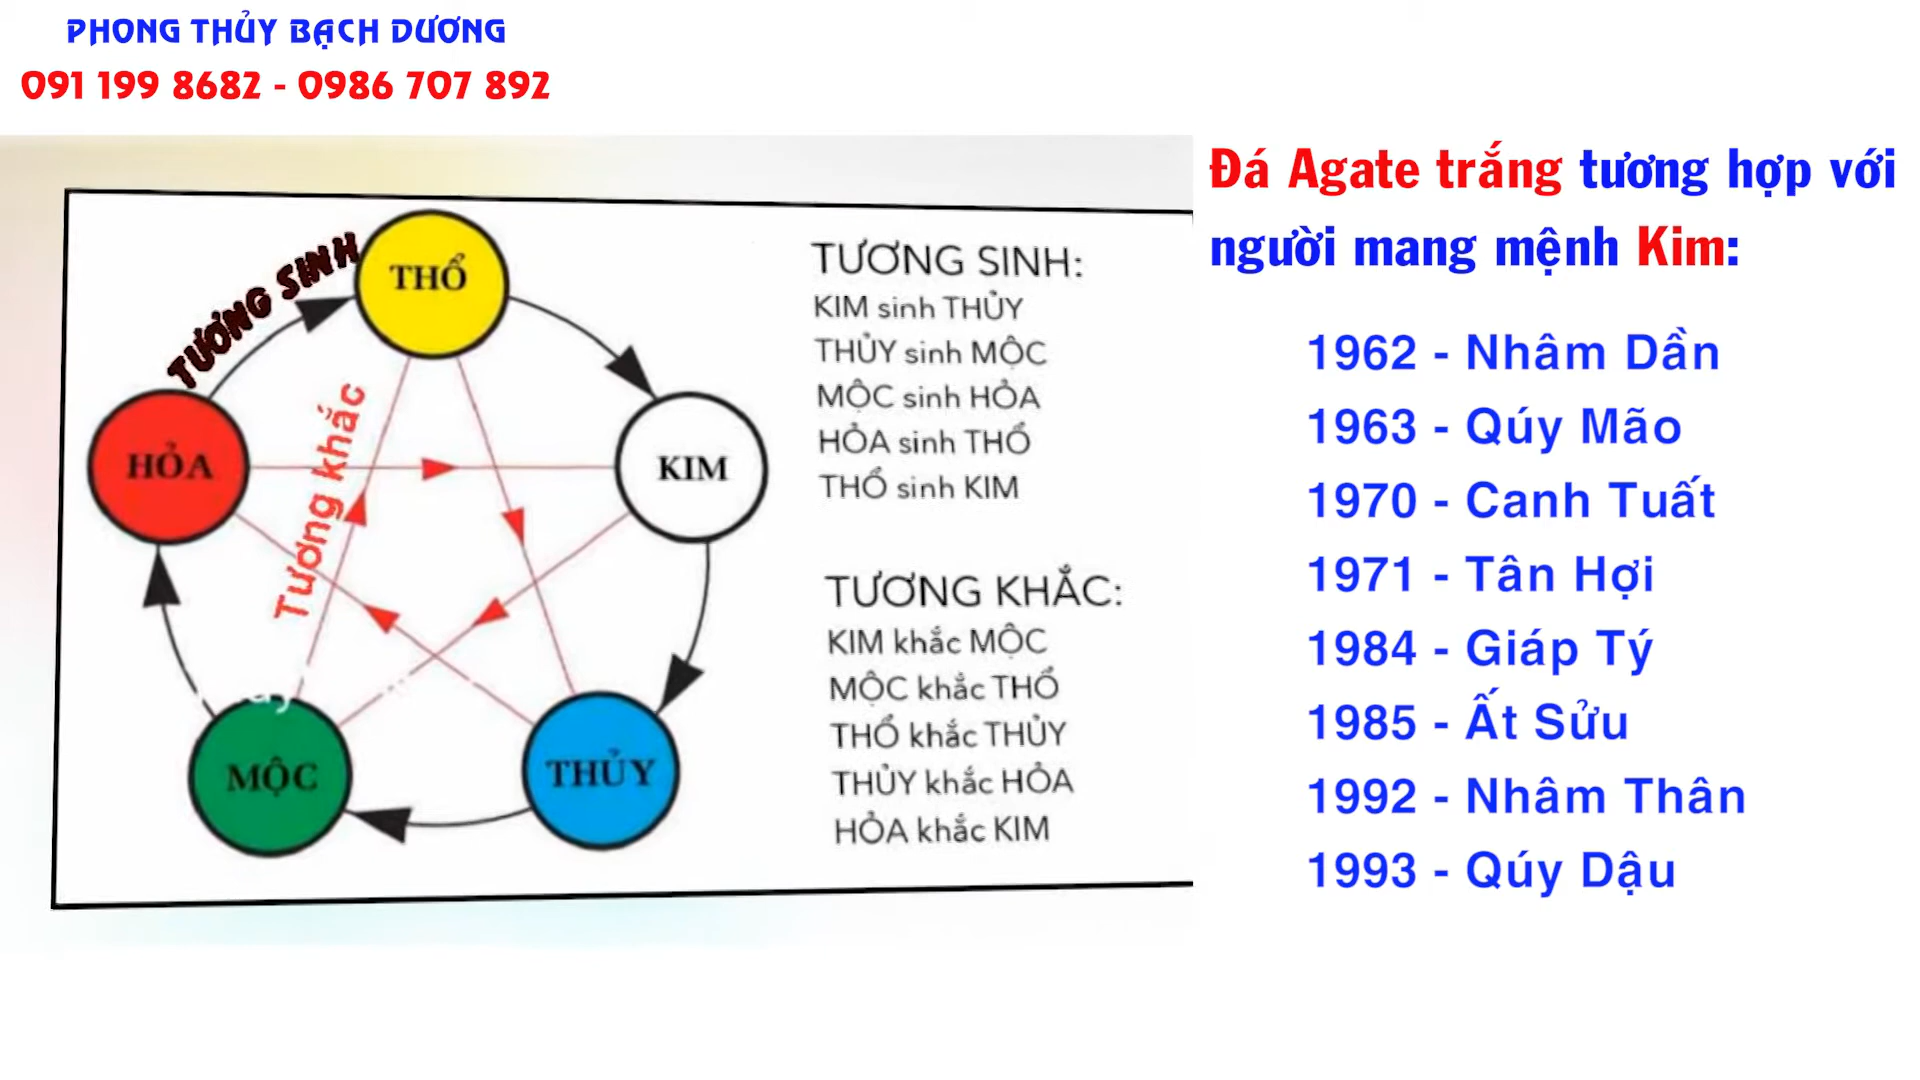 PHONG THỦY BẠCH DƯƠNG
091 199 8682 - 0986 707 892
TƯƠNG SINH
THỔ
HỎA
KIM
MỘC
THỦY
Tương khắc
TƯƠNG SINH:
KIM sinh THỦY
THỦY sinh MỘC
MỘC sinh HỎA
HỎA sinh THỔ
THỔ sinh KIM
TƯƠNG KHẮC:
KIM khắc MỘC
MỘC khắc THỔ
THỔ khắc THỦY
THỦY khắc HỎA
HỎA khắc KIM
Đá Agate trắng tương hợp với
người mang mệnh Kim:
1962 - Nhâm Dần
1963 - Qúy Mão
1970 - Canh Tuất
1971 - Tân Hợi
1984 - Giáp Tý
1985 - Ất Sửu
1992 - Nhâm Thân
1993 - Qúy Dậu